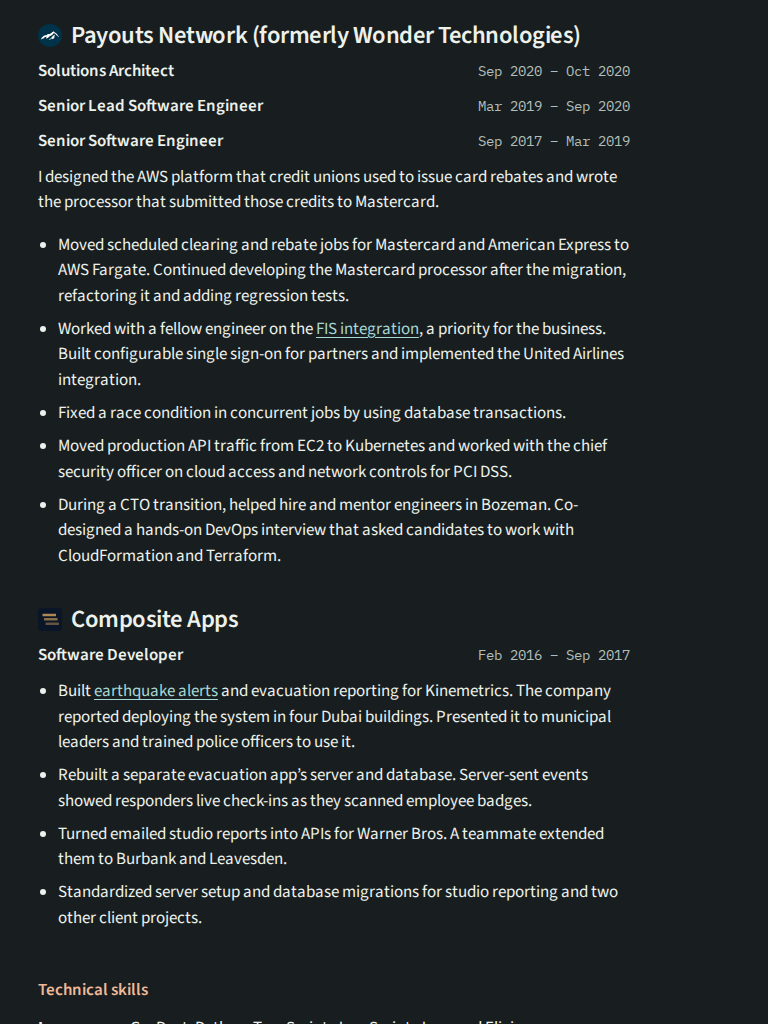 Payouts Network (formerly Wonder Technologies)
Solutions Architect Sep 2020 – Oct 2020
Senior Lead Software Engineer Mar 2019 – Sep 2020
Senior Software Engineer Sep 2017 – Mar 2019
I designed the AWS platform that credit unions used to issue card rebates and wrote
the processor that submitted those credits to Mastercard.
• Moved scheduled clearing and rebate jobs for Mastercard and American Express to
AWS Fargate. Continued developing the Mastercard processor after the migration,
refactoring it and adding regression tests.
• Worked with a fellow engineer on the FIS integration, a priority for the business.
Built configurable single sign-on for partners and implemented the United Airlines
integration.
• Fixed a race condition in concurrent jobs by using database transactions.
• Moved production API traffic from EC2 to Kubernetes and worked with the chief
security officer on cloud access and network controls for PCI DSS.
• During a CTO transition, helped hire and mentor engineers in Bozeman. Co-
designed a hands-on DevOps interview that asked candidates to work with
CloudFormation and Terraform.
Composite Apps
Software Developer Feb 2016 – Sep 2017
• Built earthquake alerts and evacuation reporting for Kinemetrics. The company
reported deploying the system in four Dubai buildings. Presented it to municipal
leaders and trained police officers to use it.
• Rebuilt a separate evacuation app’s server and database. Server-sent events
showed responders live check-ins as they scanned employee badges.
• Turned emailed studio reports into APIs for Warner Bros. A teammate extended
them to Burbank and Leavesden.
• Standardized server setup and database migrations for studio reporting and two
other client projects.
Technical skills